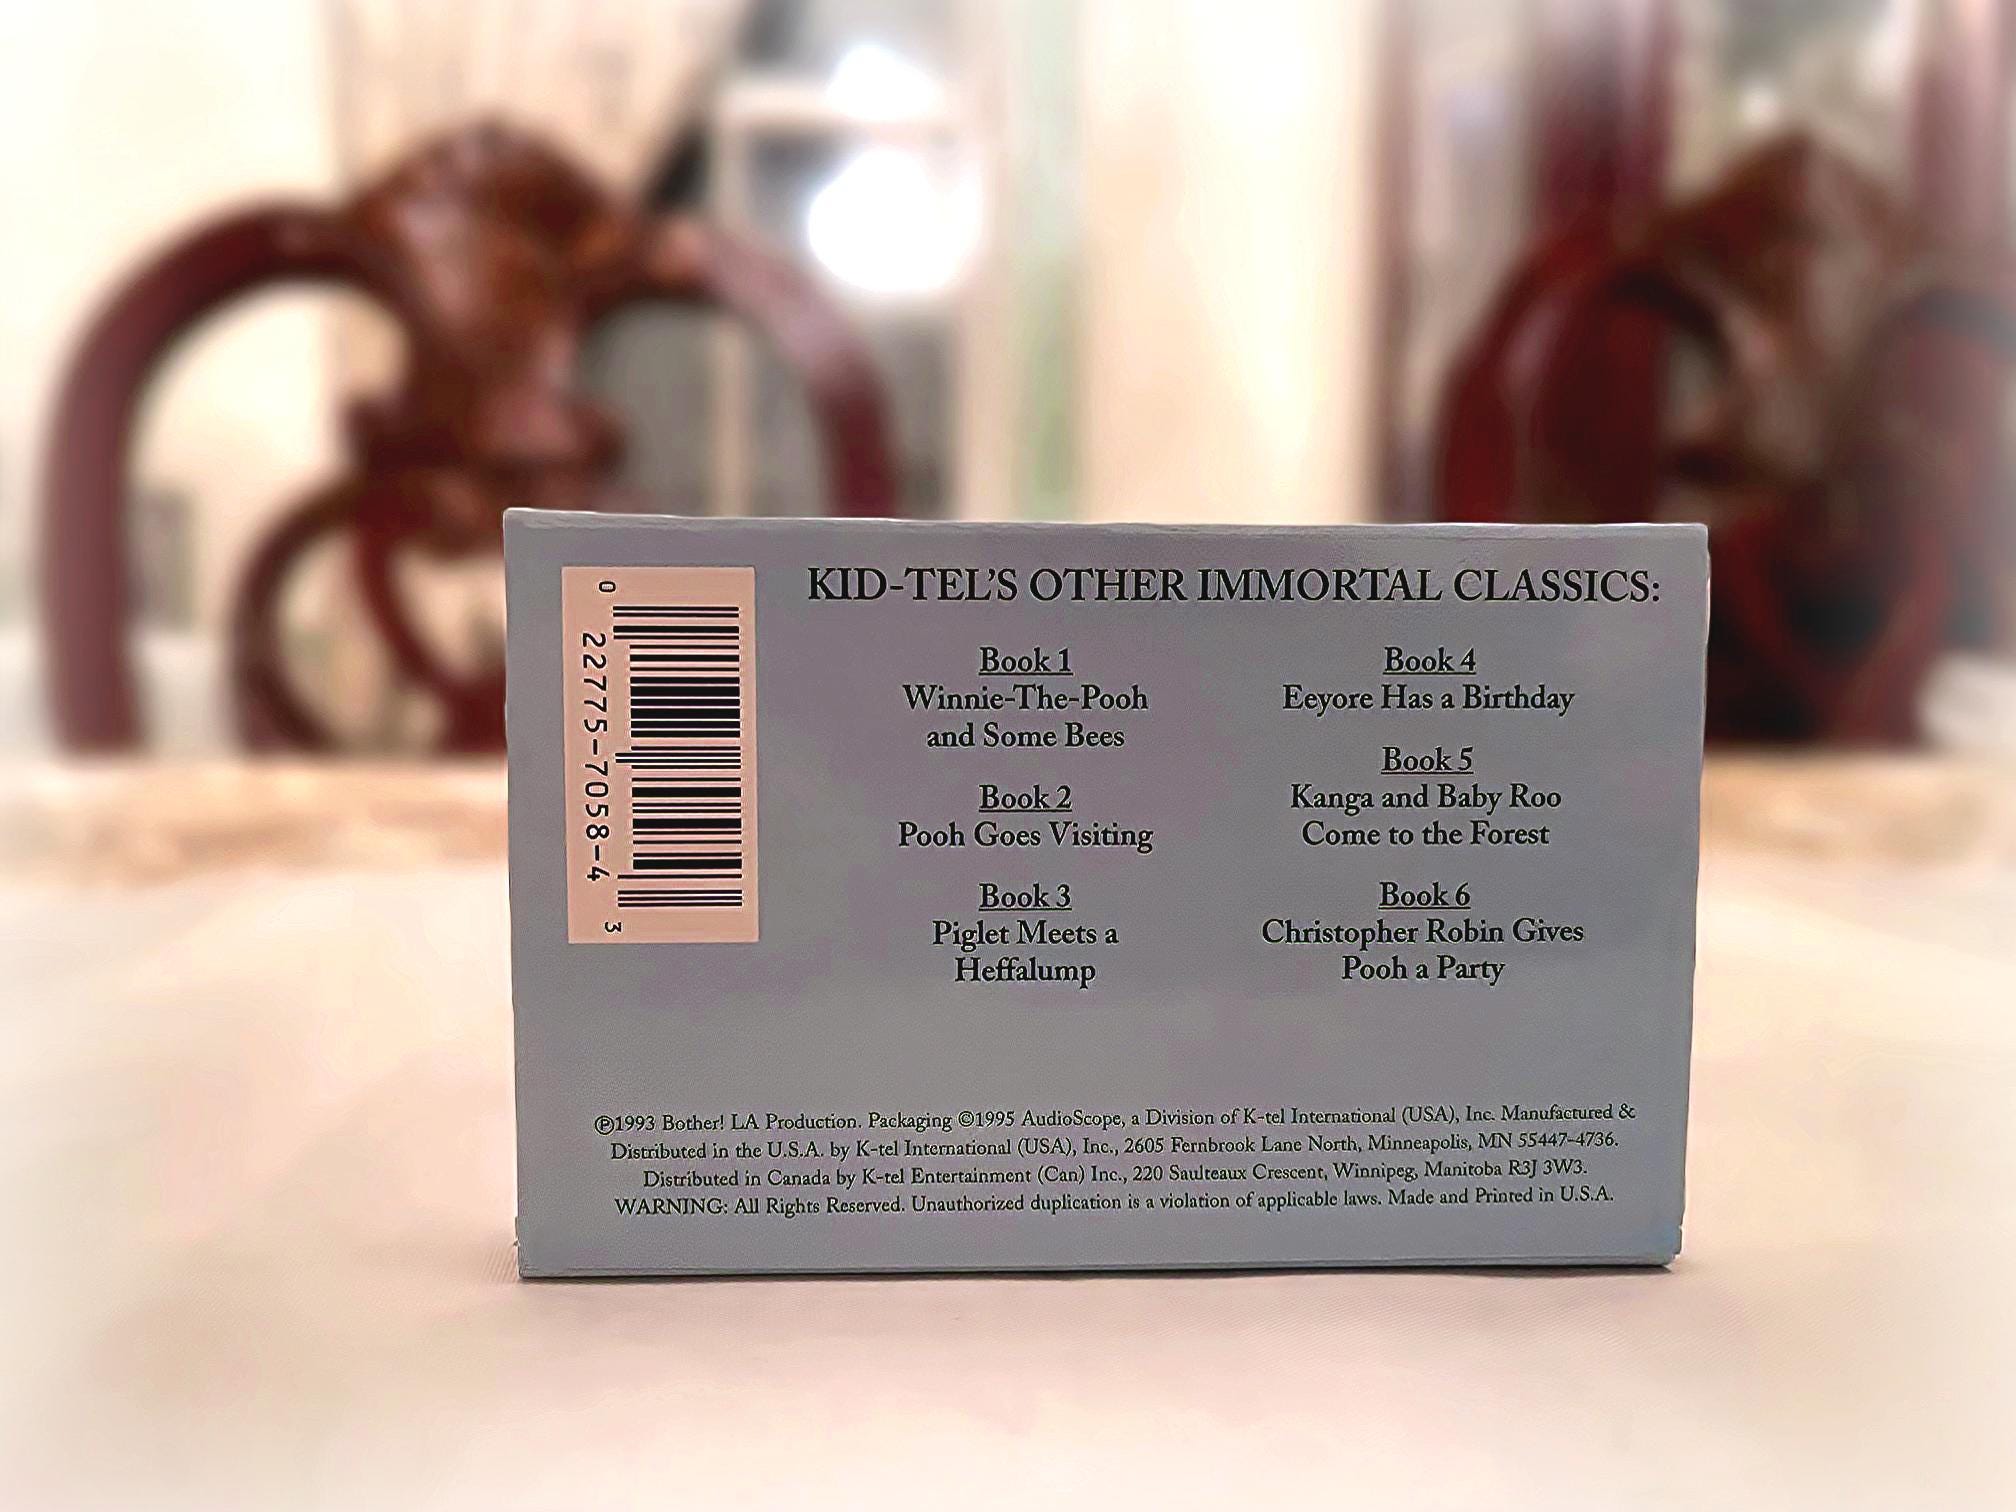 0 22775-7058-4 3
KID-TEL'S OTHER IMMORTAL CLASSICS:
Book 1
Winnie-The-Pooh
and Some Bees
Book 2
Pooh Goes Visiting
Book 3
Piglet Meets a
Heffalump
Book 4
Eeyore Has a Birthday
Book 5
Kanga and Baby Roo
Come to the Forest
Book 6
Christopher Robin Gives
Pooh a Party
℗1993 Bother! LA Production. Packaging ©1995 AudioScope, a Division of K-tel International (USA), Inc. Manufactured &
Distributed in the U.S.A. by K-tel International (USA), Inc., 2605 Fernbrook Lane North, Minneapolis, MN 55447-4736.
Distributed in Canada by K-tel Entertainment (Can) Inc., 220 Saulteaux Crescent, Winnipeg, Manitoba R3J 3W3.
WARNING: All Rights Reserved. Unauthorized duplication is a violation of applicable laws. Made and Printed in U.S.A.